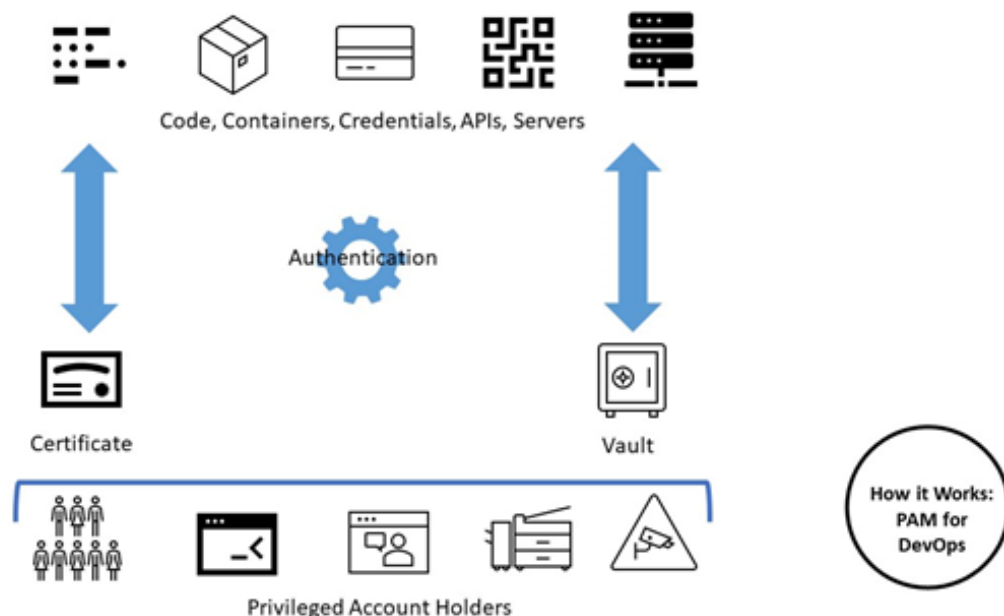 Code, Containers, Credentials, APIs, Servers
Authentication
Certificate
Vault
How it Works:
PAM for
DevOps
Privileged Account Holders